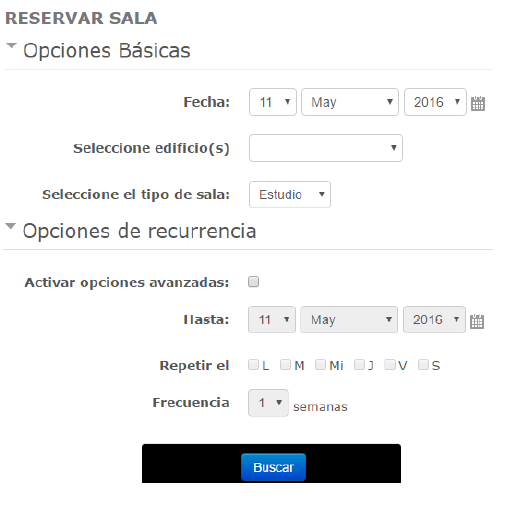 RESERVAR SALA
Opciones Básicas
Fecha: 11 May 2016
Seleccione edificio(s)
Seleccione el tipo de sala: Estudio
Opciones de recurrencia
Activar opciones avanzadas:
Hasta: 11 May 2016
Repetir el L M Mi J V S
Frecuencia 1 semanas
Buscar